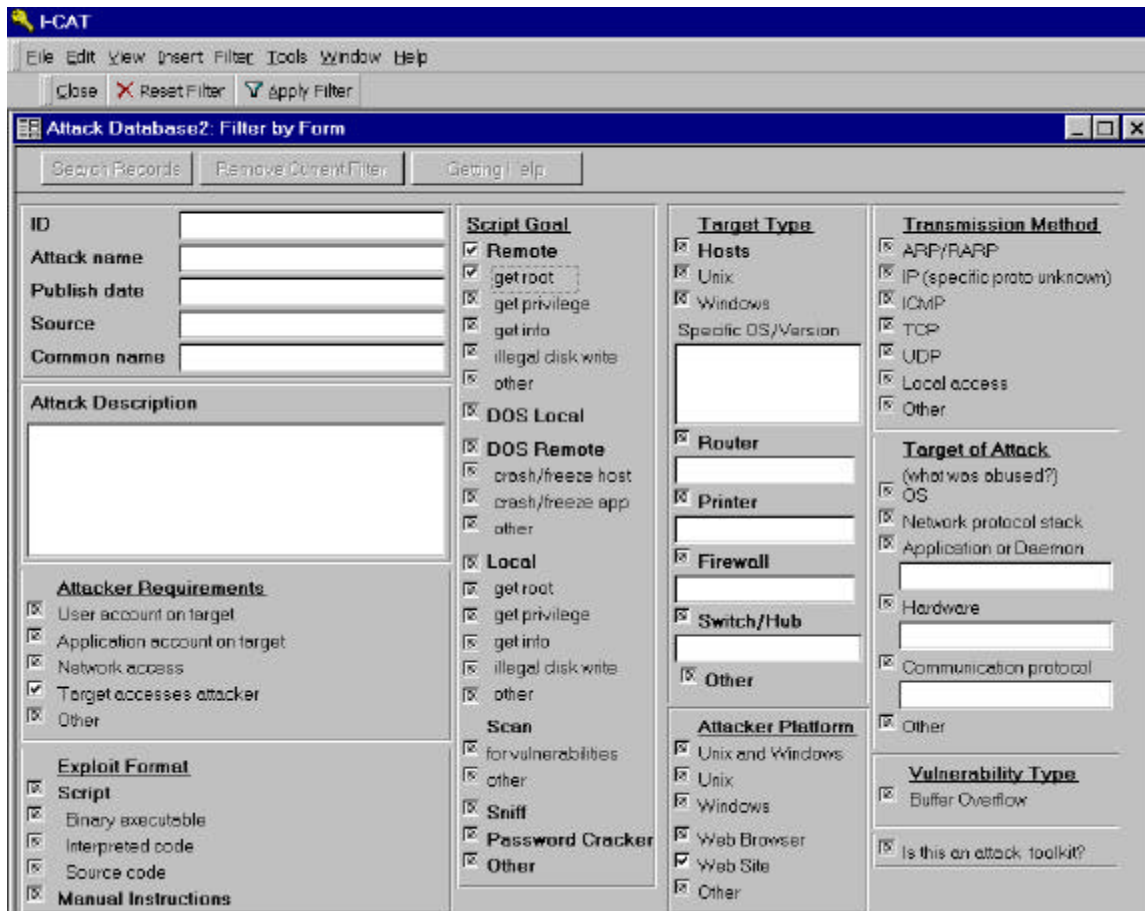 I-CAT
File Edit View Insert Filter Tools Window Help
Close Reset Filter Apply Filter
Attack Database2: Filter by Form
Search Records Remove Current Filter Getting Help
ID
Attack name
Publish date
Source
Common name
Attack Description
Attacker Requirements
User account on target
Application account on target
Network access
Target accesses attacker
Other
Exploit Format
Script
Binary executable
Interpreted code
Source code
Manual Instructions
Script Goal
Remote
get root
get privilege
get info
illegal disk write
other
DOS Local
DOS Remote
crash/freeze host
crash/freeze app
other
Local
get root
get privilege
get info
illegal disk write
other
Scan
for vulnerabilities
other
Sniff
Password Cracker
Other
Target Type
Hosts
Unix
Windows
Specific OS/Version
Router
Printer
Firewall
Switch/Hub
Other
Attacker Platform
Unix and Windows
Unix
Windows
Web Browser
Web Site
Other
Transmission Method
ARP/RARP
IP (specific proto unknown)
ICMP
TCP
UDP
Local access
Other
Target of Attack
(what was abused?)
OS
Network protocol stack
Application or Daemon
Hardware
Communication protocol
Other
Vulnerability Type
Buffer Overflow
Is this an attack toolkit?